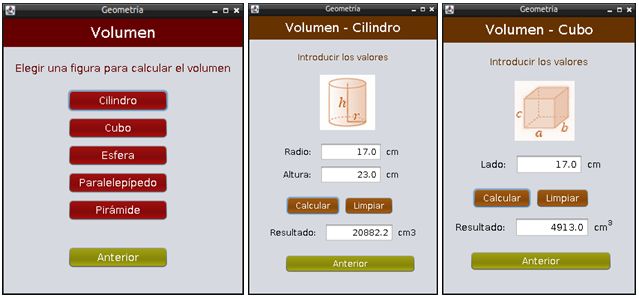 Geometría
Volumen
Elegir una figura para calcular el volumen
Cilindro
Cubo
Esfera
Paralelepípedo
Pirámide
Anterior
Geometría
Volumen - Cilindro
Introducir los valores
h
r
Radio: 17.0 cm
Altura: 23.0 cm
Calcular Limpiar
Resultado: 20882.2 cm3
Anterior
Geometría
Volumen - Cubo
Introducir los valores
c
a b
Lado: 17.0 cm
Calcular Limpiar
Resultado: 4913.0 cm³
Anterior